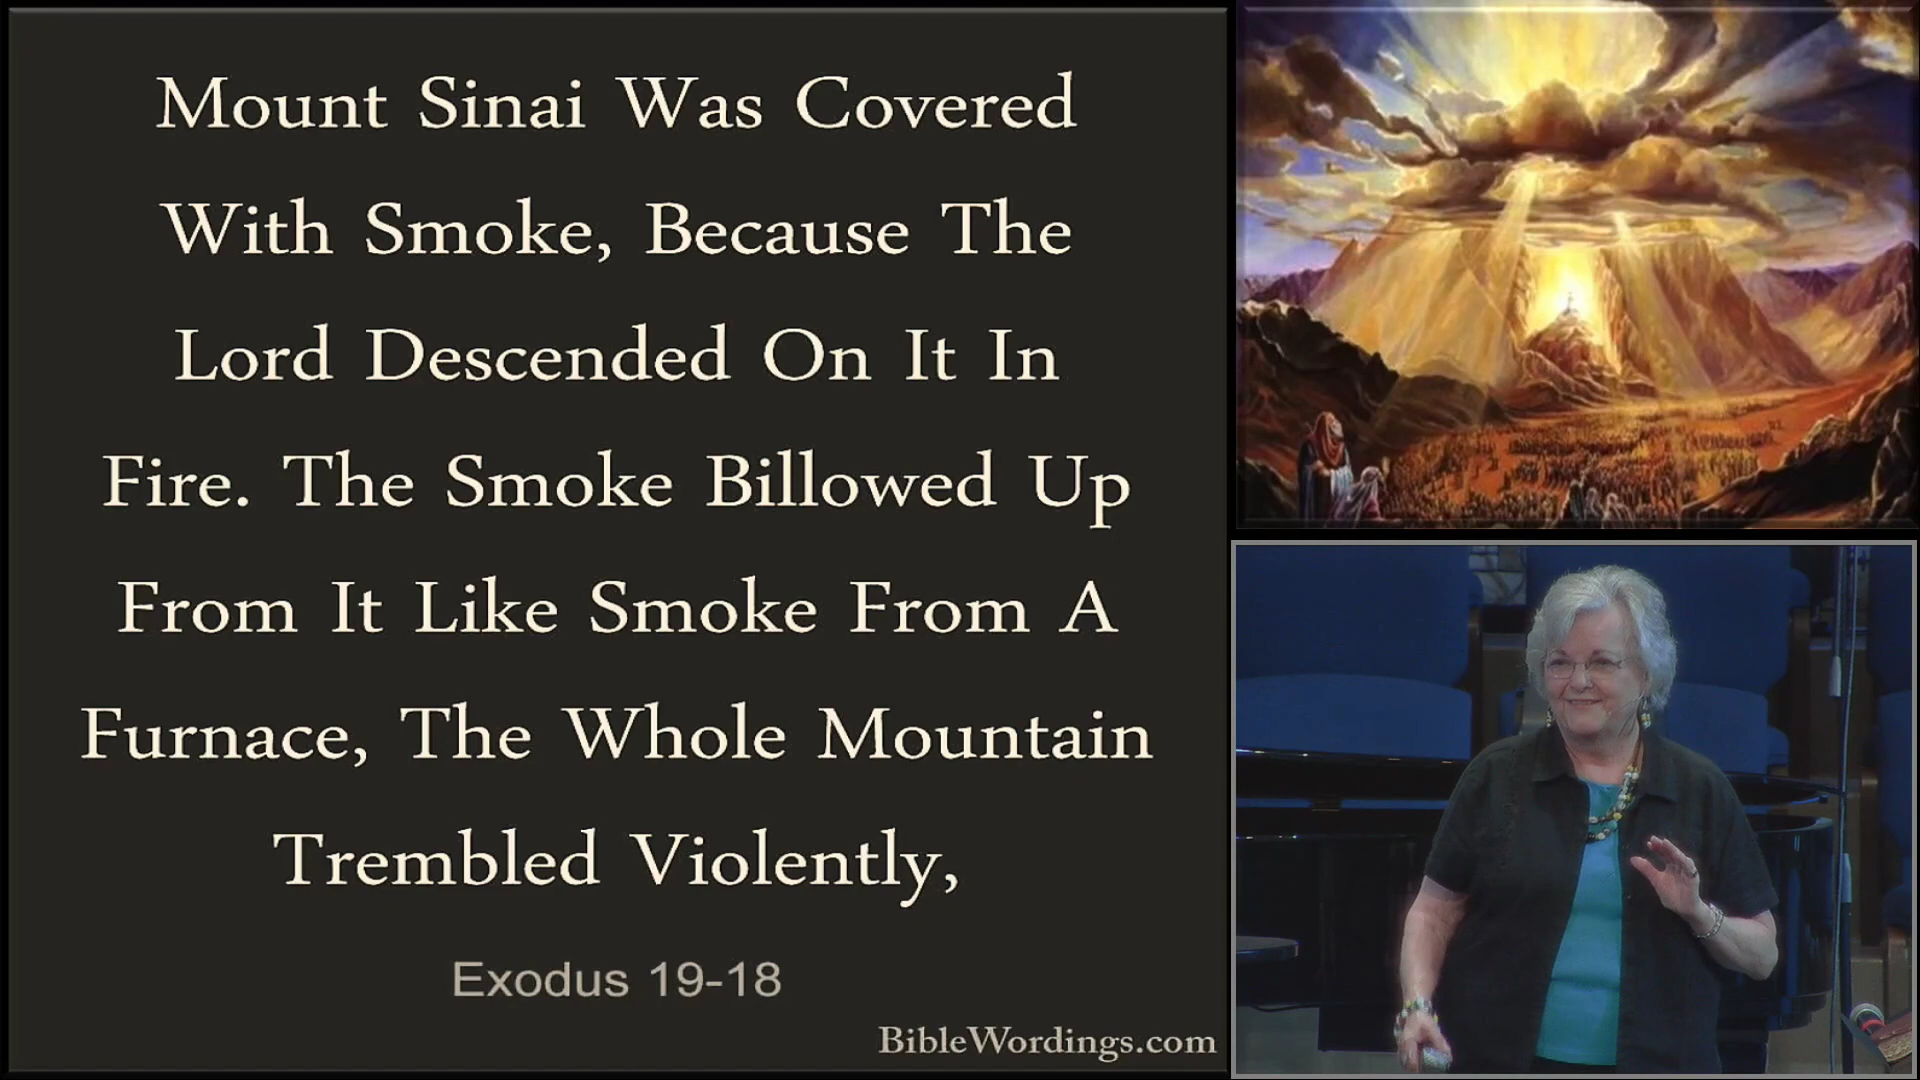 Mount Sinai Was Covered
With Smoke, Because The
Lord Descended On It In
Fire. The Smoke Billowed Up
From It Like Smoke From A
Furnace, The Whole Mountain
Trembled Violently,
Exodus 19-18
BibleWordings.com